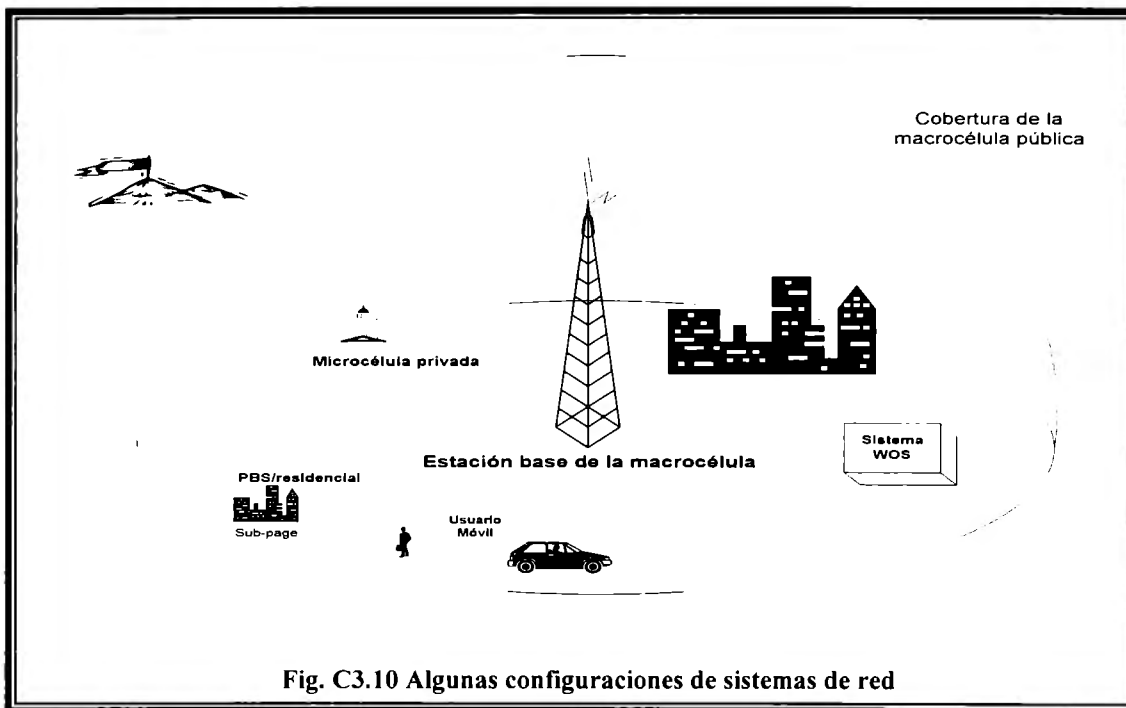 Cobertura de la
macrocélula pública
Microcélula privada
Estación base de la macrocélula
Sistema
WOS
PBS/residencial
Sub-page
Usuario
Móvil
Fig. C3.10 Algunas configuraciones de sistemas de red